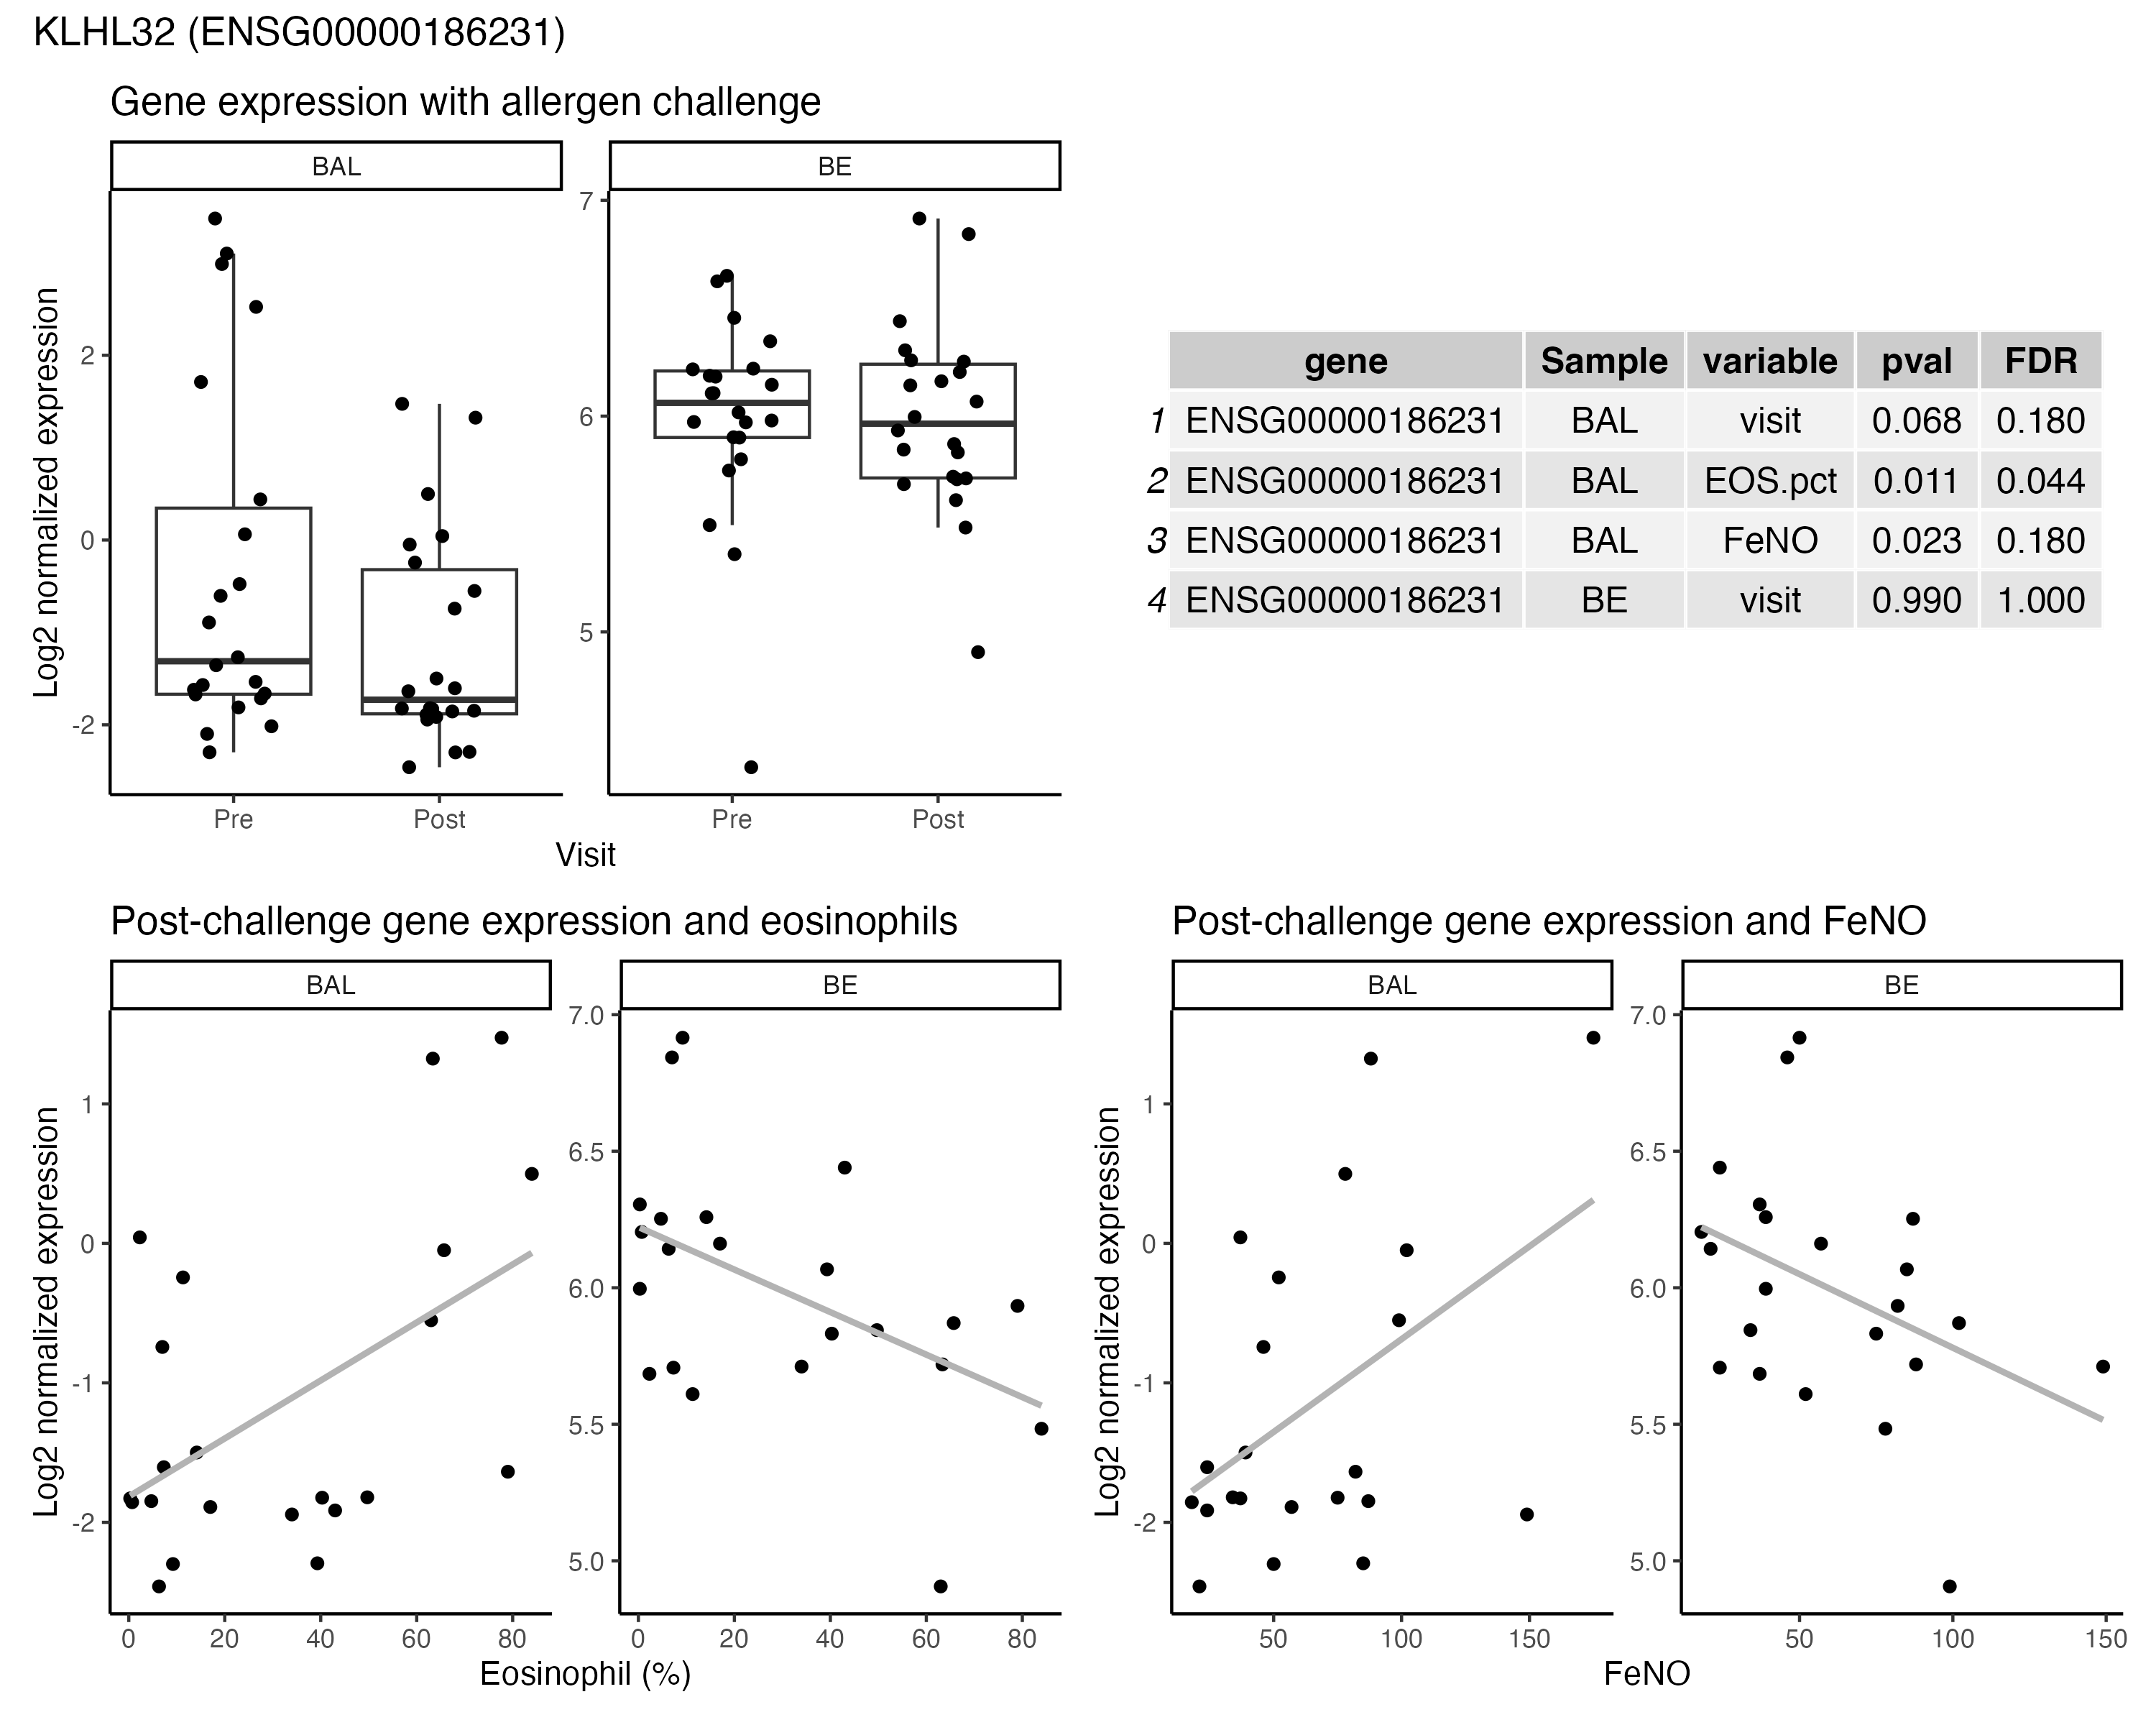 KLHL32 (ENSG00000186231)
Gene expression with allergen challenge
BAL
BE
Log2 normalized expression
2
0
-2
7
6
5
Pre
Post
Pre
Post
Visit
gene Sample variable pval FDR
1 ENSG00000186231 BAL visit 0.068 0.180
2 ENSG00000186231 BAL EOS.pct 0.011 0.044
3 ENSG00000186231 BAL FeNO 0.023 0.180
4 ENSG00000186231 BE visit 0.990 1.000
Post-challenge gene expression and eosinophils
BAL
BE
Log2 normalized expression
1
0
-1
-2
7.0
6.5
6.0
5.5
5.0
0 20 40 60 80
0 20 40 60 80
Eosinophil (%)
Post-challenge gene expression and FeNO
BAL
BE
Log2 normalized expression
1
0
-1
-2
7.0
6.5
6.0
5.5
5.0
50 100 150
50 100 150
FeNO